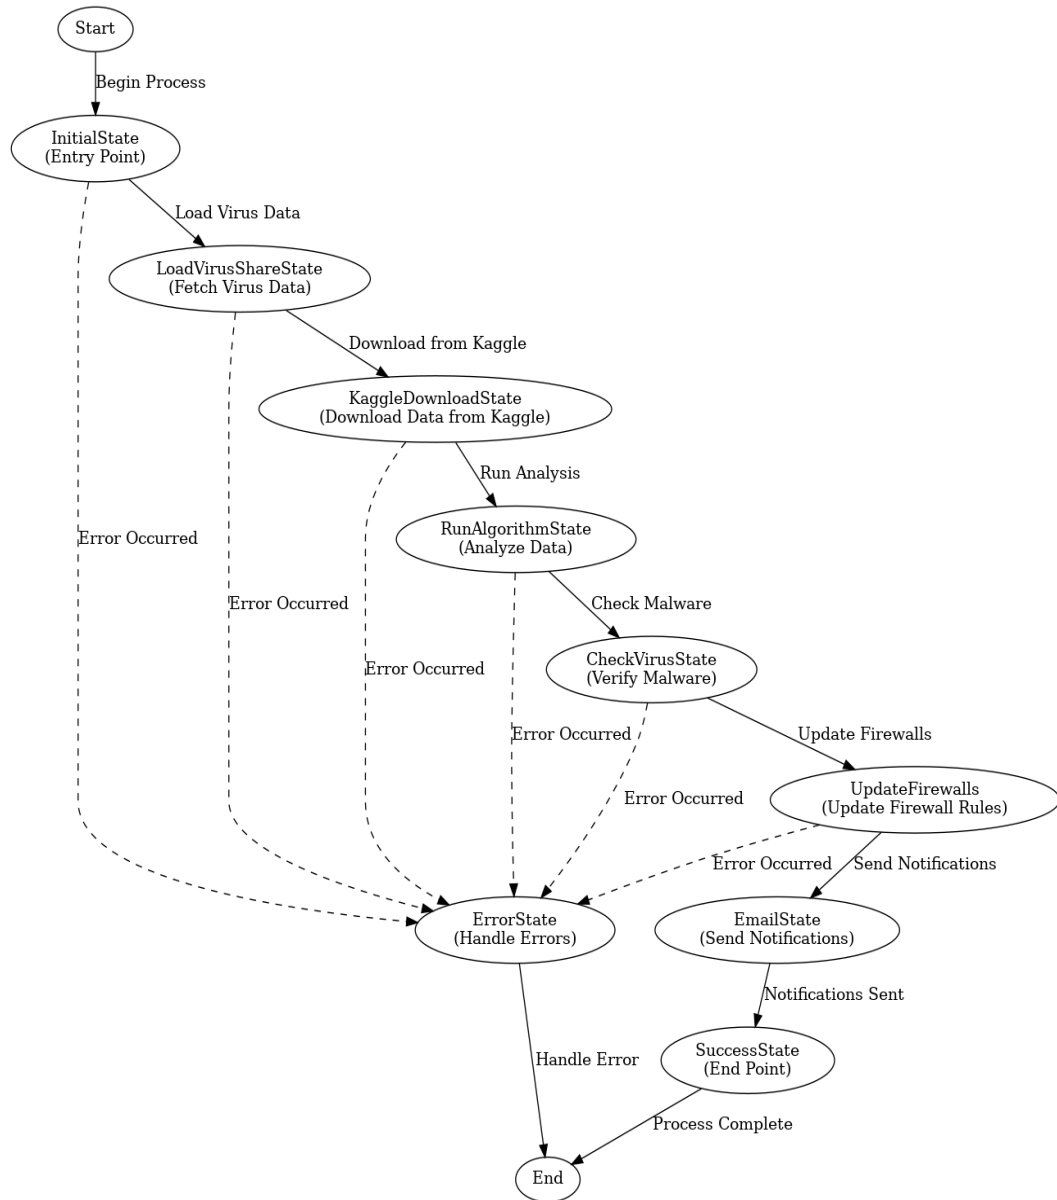 Start
Begin Process
InitialState
(Entry Point)
Load Virus Data
LoadVirusShareState
(Fetch Virus Data)
Download from Kaggle
KaggleDownloadState
(Download Data from Kaggle)
Run Analysis
RunAlgorithmState
(Analyze Data)
Error Occurred
Error Occurred
Check Malware
CheckVirusState
(Verify Malware)
Error Occurred
Error Occurred
Update Firewalls
UpdateFirewalls
(Update Firewall Rules)
Error Occurred
Error Occurred
Send Notifications
ErrorState
(Handle Errors)
EmailState
(Send Notifications)
Notifications Sent
SuccessState
(End Point)
Handle Error
Process Complete
End